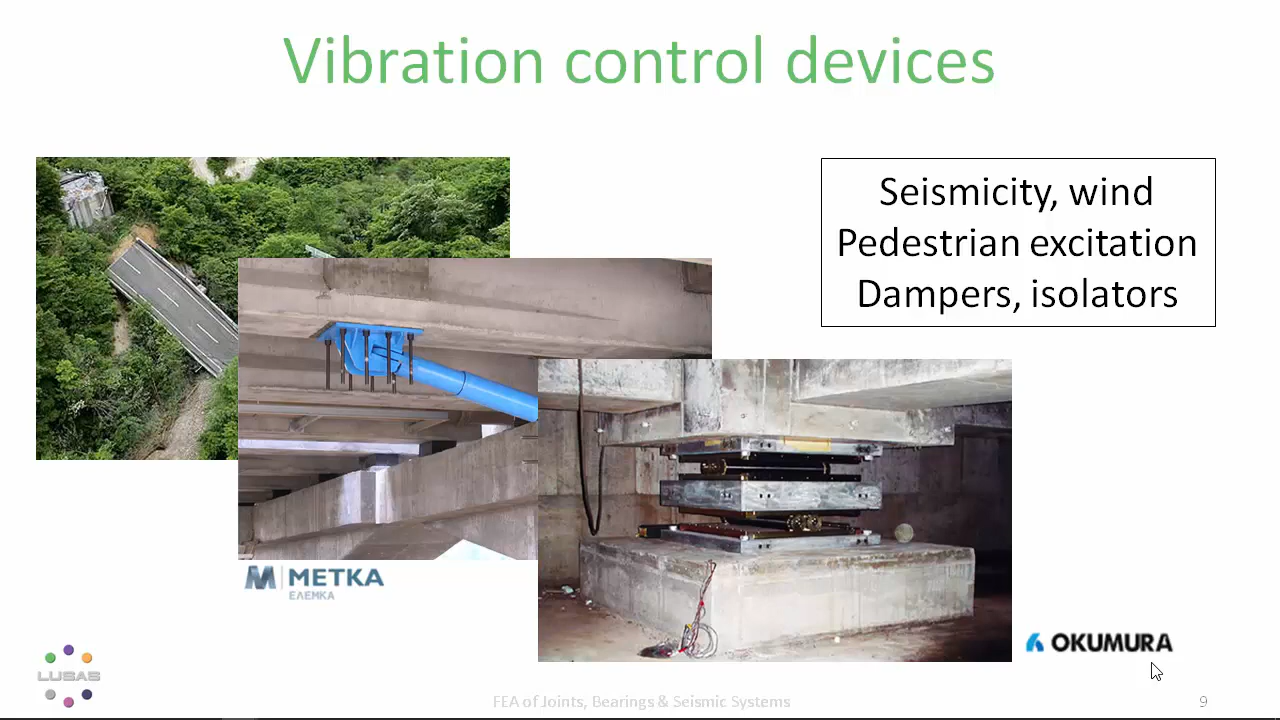 Vibration control devices
Seismicity, wind
Pedestrian excitation
Dampers, isolators
METKA
ΕΛΕΜΚΑ
OKUMURA
LUSAS
FEA of Joints, Bearings & Seismic Systems
9